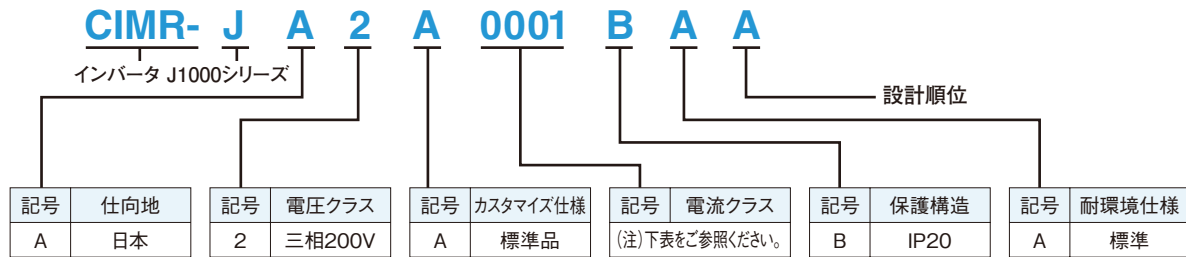 CIMR- J A 2 A 0001 B A A
インバータ J1000シリーズ
設計順位
記号 仕向地
A 日本
記号 電圧クラス
2 三相200V
記号 カスタマイズ仕様
A 標準品
記号 電流クラス
(注)下表をご参照ください。
記号 保護構造
B IP20
記号 耐環境仕様
A 標準